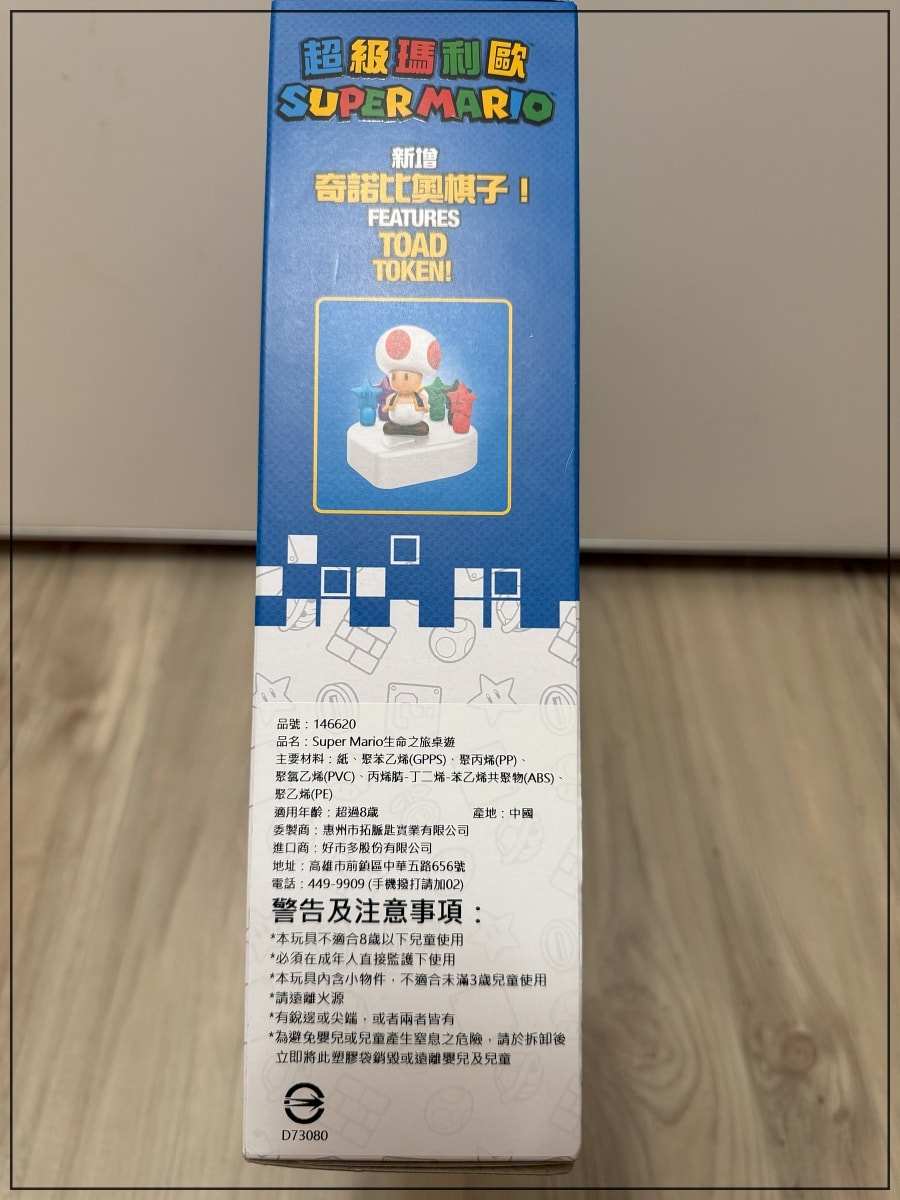 超級瑪利歐
SUPER MARIO
新增
奇諾比奧棋子！
FEATURES
TOAD
TOKEN!
品號：146620
品名：Super Mario生命之旅桌遊
主要材料：紙、聚苯乙烯(GPPS)、聚丙烯(PP)、
聚氯乙烯(PVC)、丙烯腈-丁二烯-苯乙烯共聚物(ABS)、
聚乙烯(PE)
適用年齡：超過8歲 產地：中國
委製商：惠州市拓脈匙實業有限公司
進口商：好市多股份有限公司
地址：高雄市前鎮區中華五路656號
電話：449-9909 (手機撥打請加02)
警告及注意事項：
*本玩具不適合8歲以下兒童使用
*必須在成年人直接監護下使用
*本玩具內含小物件，不適合未滿3歲兒童使用
*請遠離火源
*有銳邊或尖端，或者兩者皆有
*為避免嬰兒或兒童產生窒息之危險，請於拆卸後
立即將此塑膠袋銷毀或遠離嬰兒及兒童
D73080